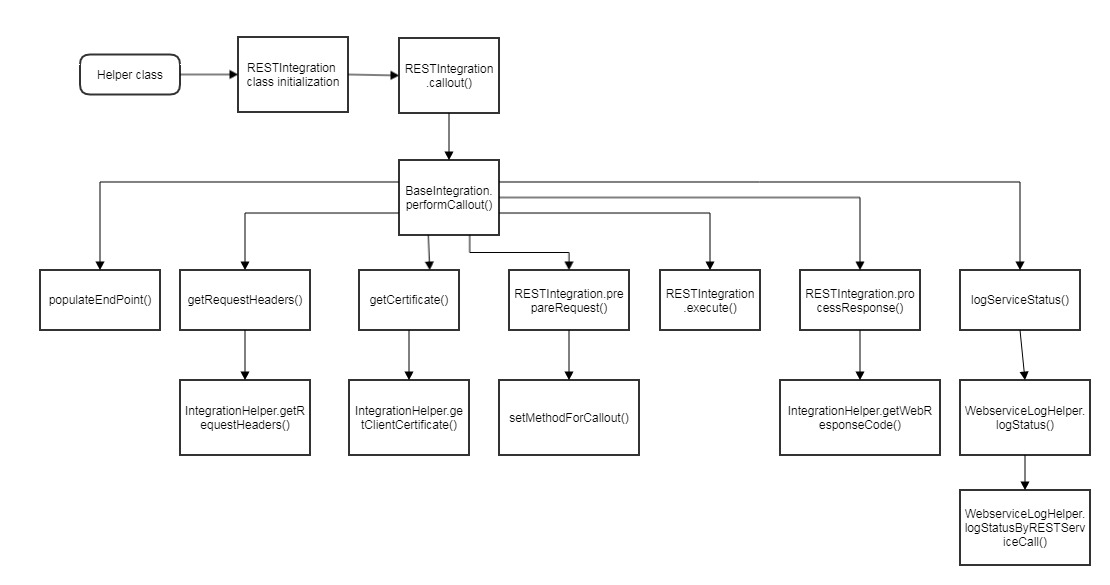 Helper class
RESTIntegration
class initialization
RESTIntegration
.callout()
BaseIntegration.
performCallout()
populateEndPoint()
getRequestHeaders()
getCertificate()
RESTIntegration.pre
pareRequest()
RESTIntegration
.execute()
RESTIntegration.pro
cessResponse()
logServiceStatus()
IntegrationHelper.getR
equestHeaders()
IntegrationHelper.ge
tClientCertificate()
setMethodForCallout()
IntegrationHelper.getWebR
esponseCode()
WebserviceLogHelper.
logStatus()
WebserviceLogHelper.
logStatusByRESTServ
iceCall()